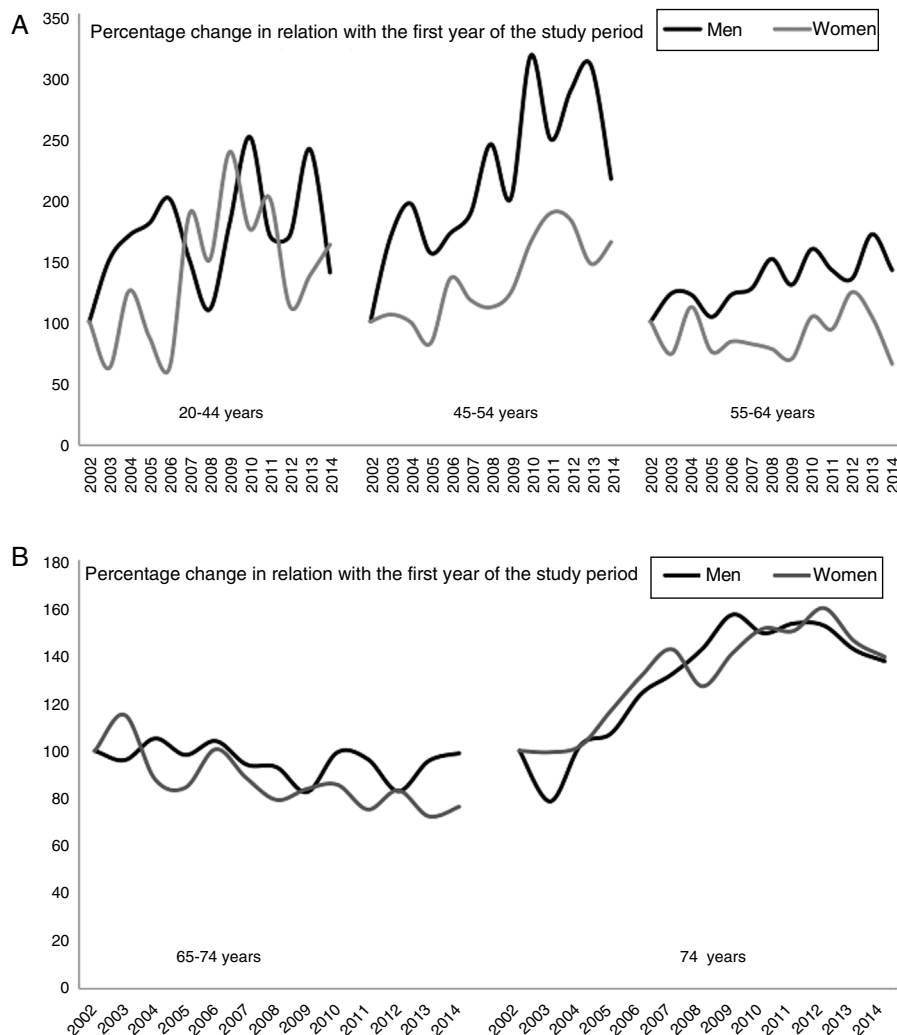 A
Percentage change in relation with the first year of the study period
Men Women
350
300
250
200
150
100
50
0
20-44 years 45-54 years 55-64 years
2002 2003 2004 2005 2006 2007 2008 2009 2010 2011 2012 2013 2014 2002 2003 2004 2005 2006 2007 2008 2009 2010 2011 2012 2013 2014 2002 2003 2004 2005 2006 2007 2008 2009 2010 2011 2012 2013 2014
B
Percentage change in relation with the first year of the study period
Men Women
180
160
140
120
100
80
60
40
20
0
65-74 years 74 years
2002 2003 2004 2005 2006 2007 2008 2009 2010 2011 2012 2013 2014 2002 2003 2004 2005 2006 2007 2008 2009 2010 2011 2012 2013 2014